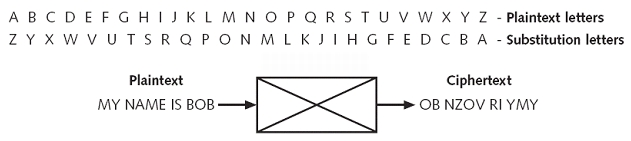 A B C D E F G H I J K L M N O P Q R S T U V W X Y Z - Plaintext letters
Z Y X W V U T S R Q P O N M L K J I H G F E D C B A - Substitution letters
Plaintext
MY NAME IS BOB
Ciphertext
OB NZOV RI YMY